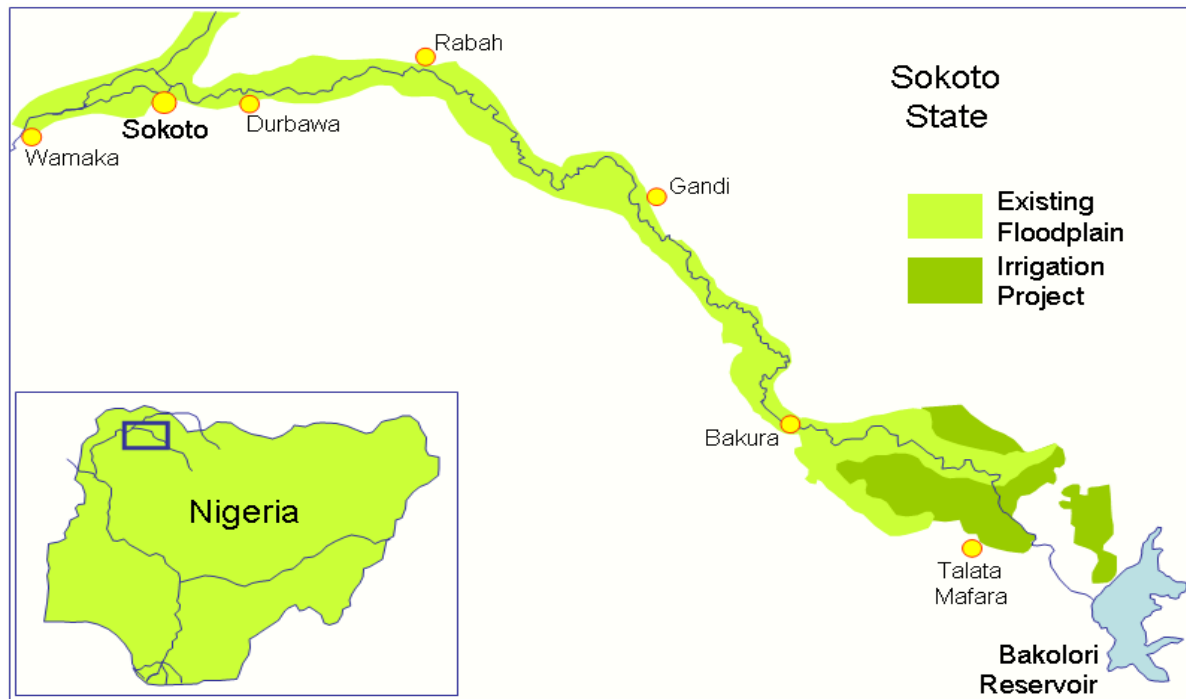 Rabah
Sokoto
State
Sokoto
Durbawa
Wamaka
Gandi
Existing
Floodplain
Irrigation
Project
Bakura
Nigeria
Talata
Mafara
Bakolori
Reservoir